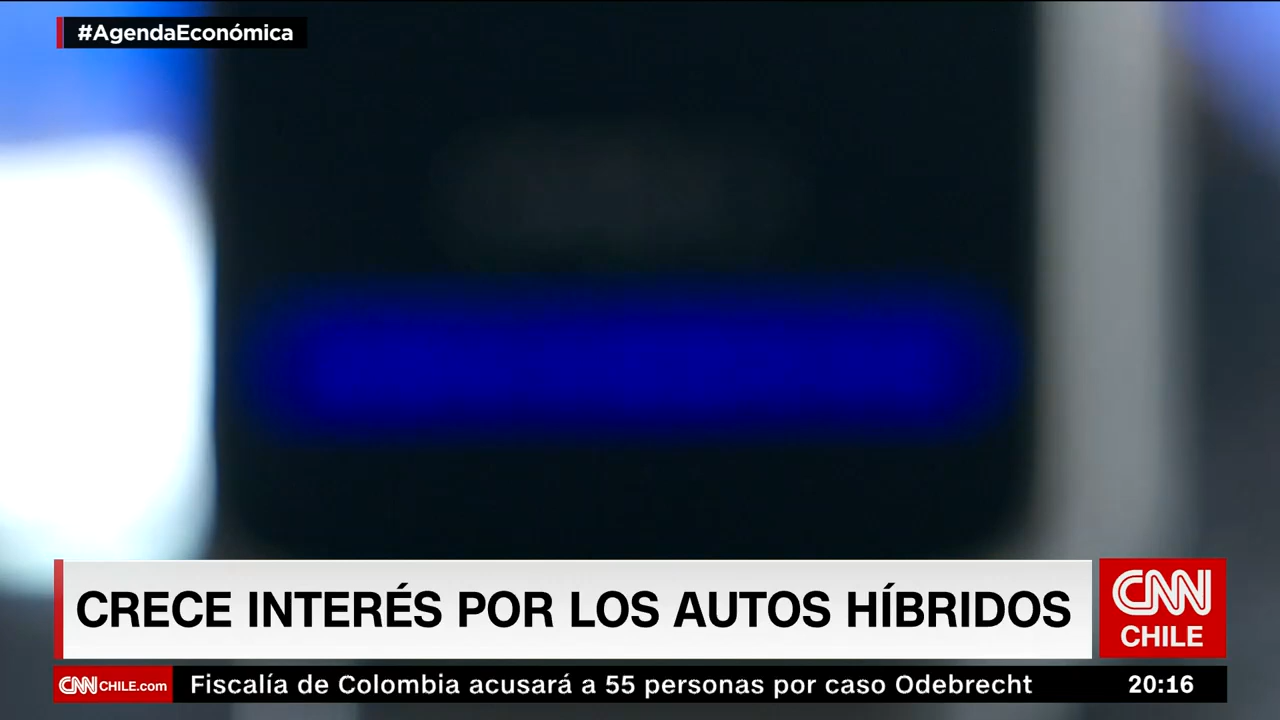 #AgendaEconómica
CRECE INTERÉS POR LOS AUTOS HÍBRIDOS
CNN
CHILE
CNNCHILE.com
Fiscalía de Colombia acusará a 55 personas por caso Odebrecht
20:16